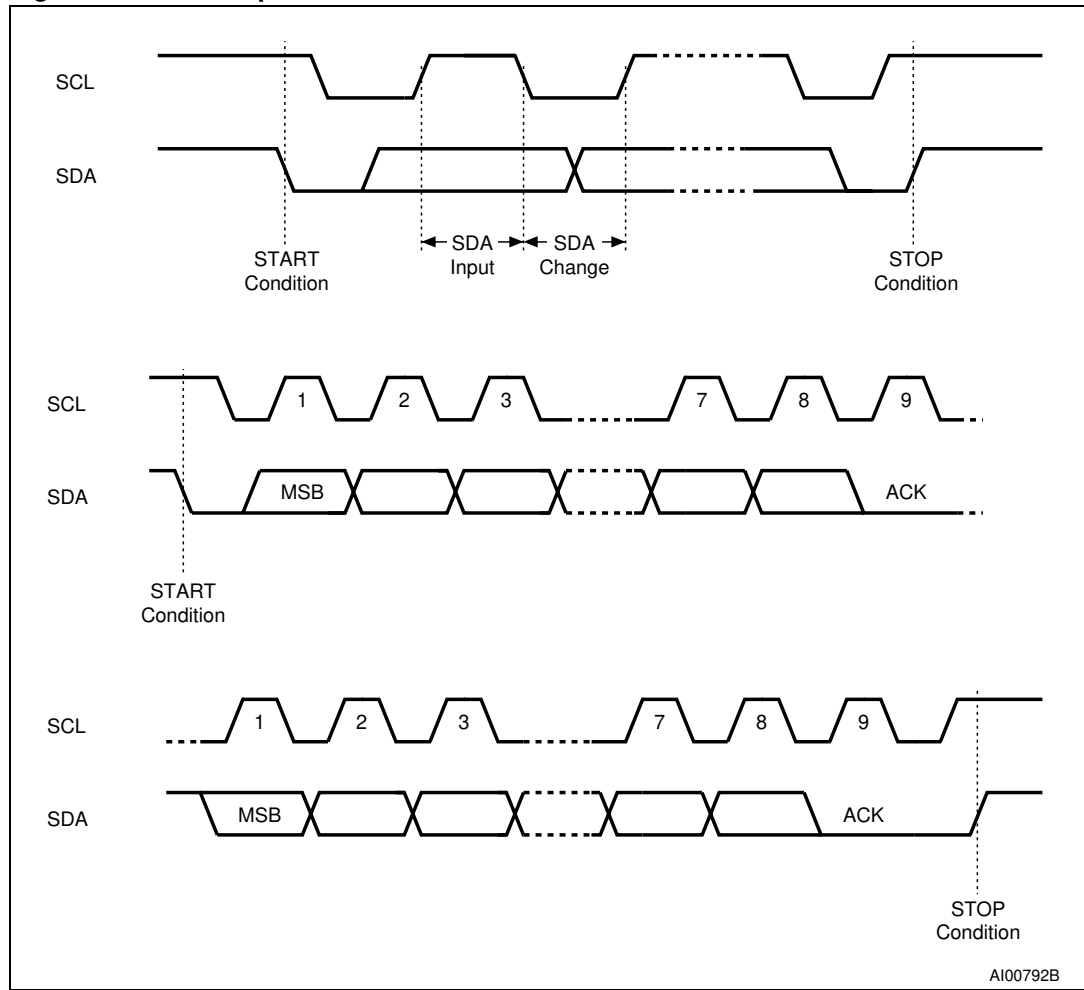 SCL
SDA
SDA Input
SDA Change
START Condition
STOP Condition
SCL
1 2 3 7 8 9
SDA
MSB
ACK
START Condition
SCL
1 2 3 7 8 9
SDA
MSB
ACK
STOP Condition
AI00792B